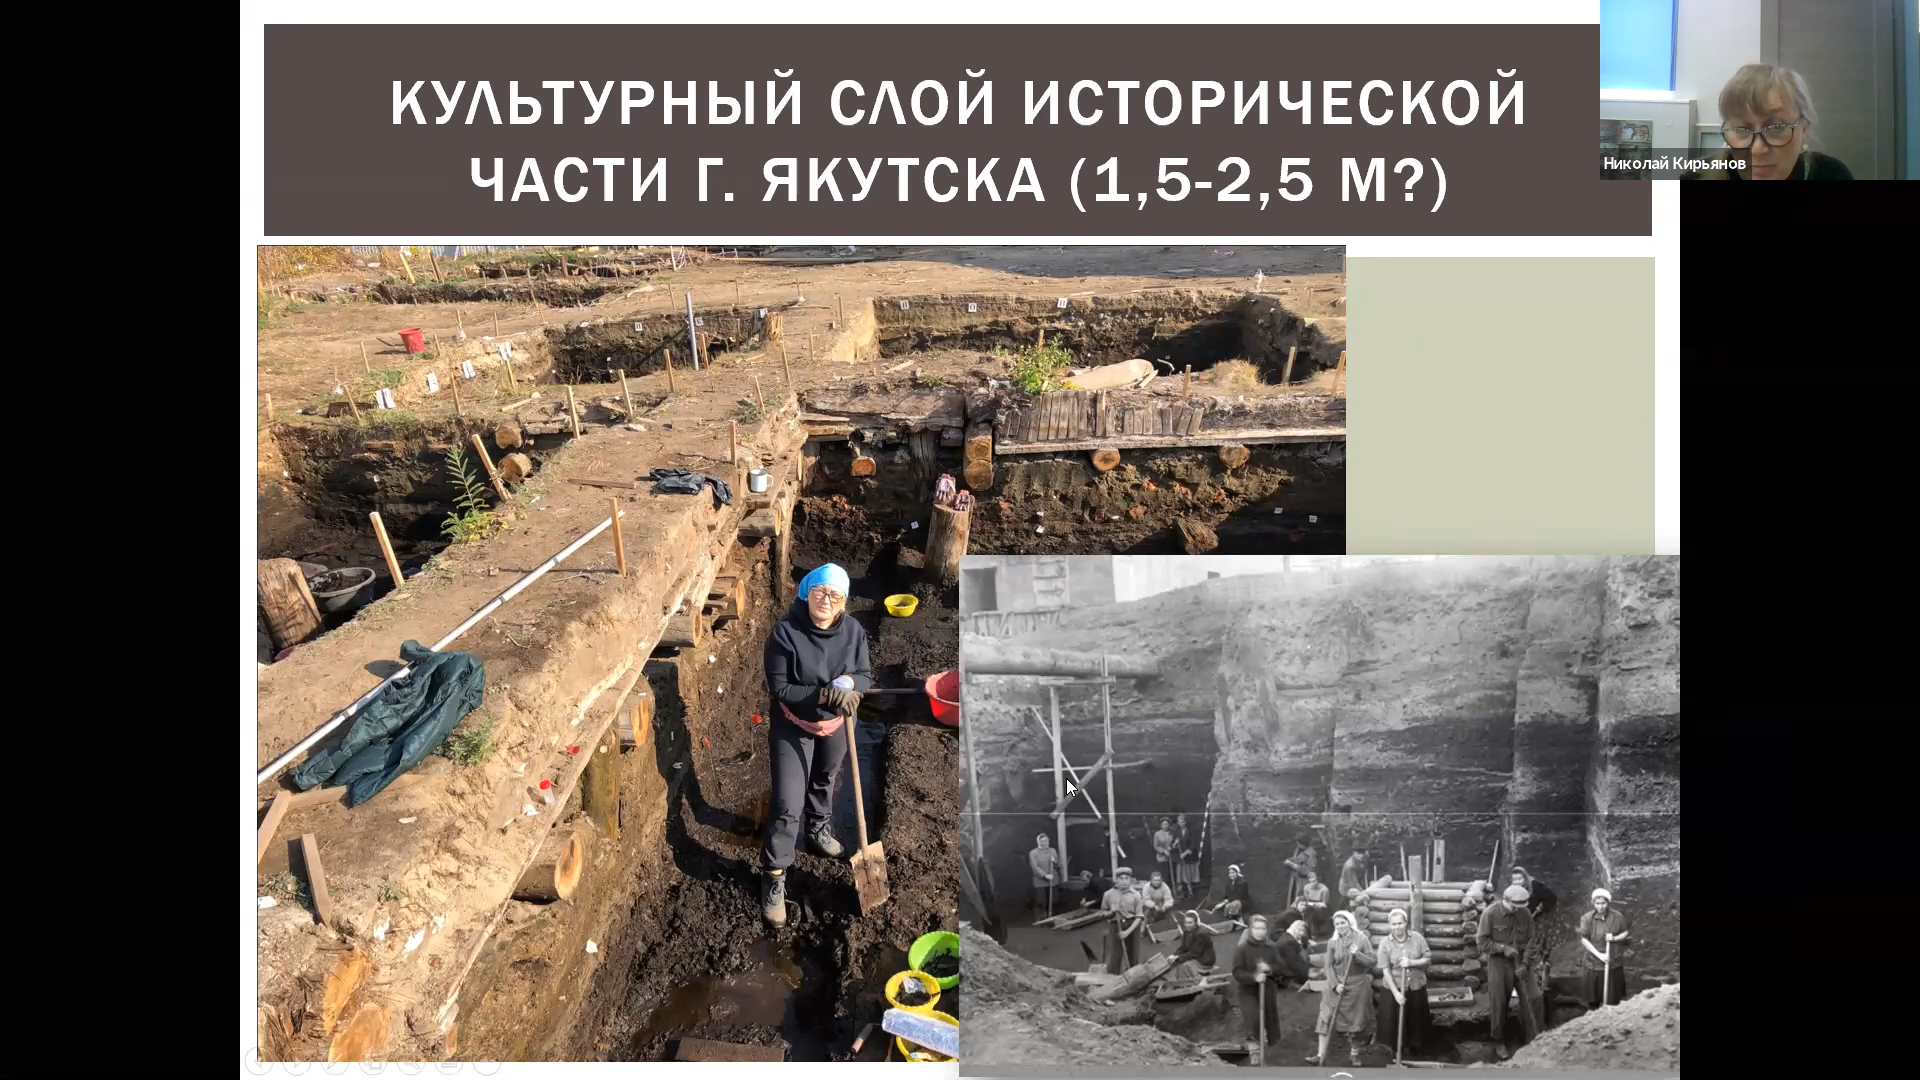 КУЛЬТУРНЫЙ СЛОЙ ИСТОРИЧЕСКОЙ
ЧАСТИ Г. ЯКУТСКА (1,5-2,5 М?)
Николай Кирьянов